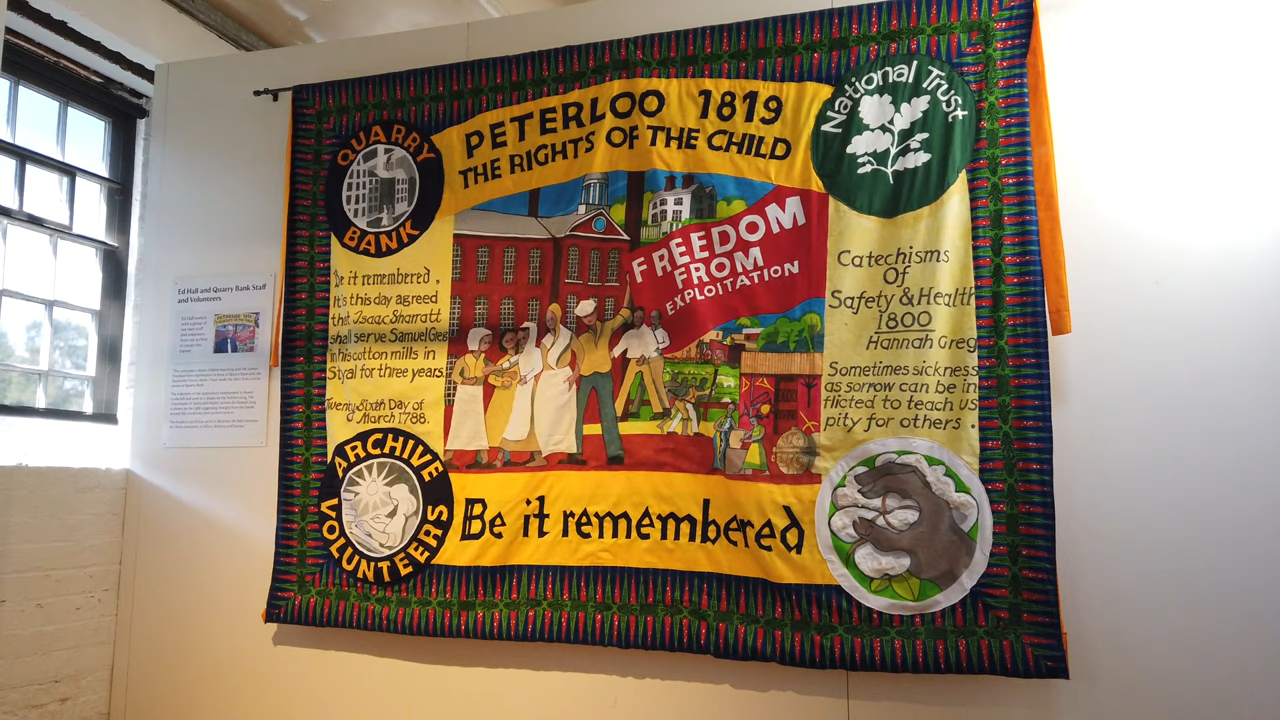 PETERLOO 1819
THE RIGHTS OF THE CHILD
QUARRY
BANK
National Trust
FREEDOM
FROM
EXPLOITATION
Be it remembered,
It's this day agreed
that Isaac Sharratt
shall serve Samuel Greg
in his cotton mills in
Styal for three years.
Twenty Sixth Day of
March 1788.
Catechisms
Of
Safety & Health
1800
Hannah Greg
Sometimes sickness
as sorrow can be in
flicted to teach us
pity for others.
ARCHIVE
VOLUNTEERS
Be it remembered
Ed Hall and Quarry Bank Staff
and Volunteers